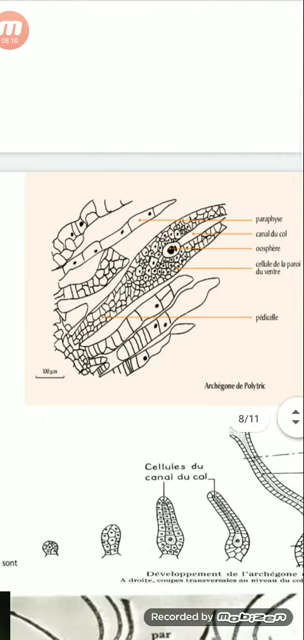 08:10
paraphyse
canal du col
oosphère
cellule de la paroi
du ventre
pédicelle
100 µm
Archégone de Polytric
8/11
Cellules du
canal du col
sont
Développement de l'archégone
A droite, coupes transversales au niveau du col
par
Recorded by mobizen